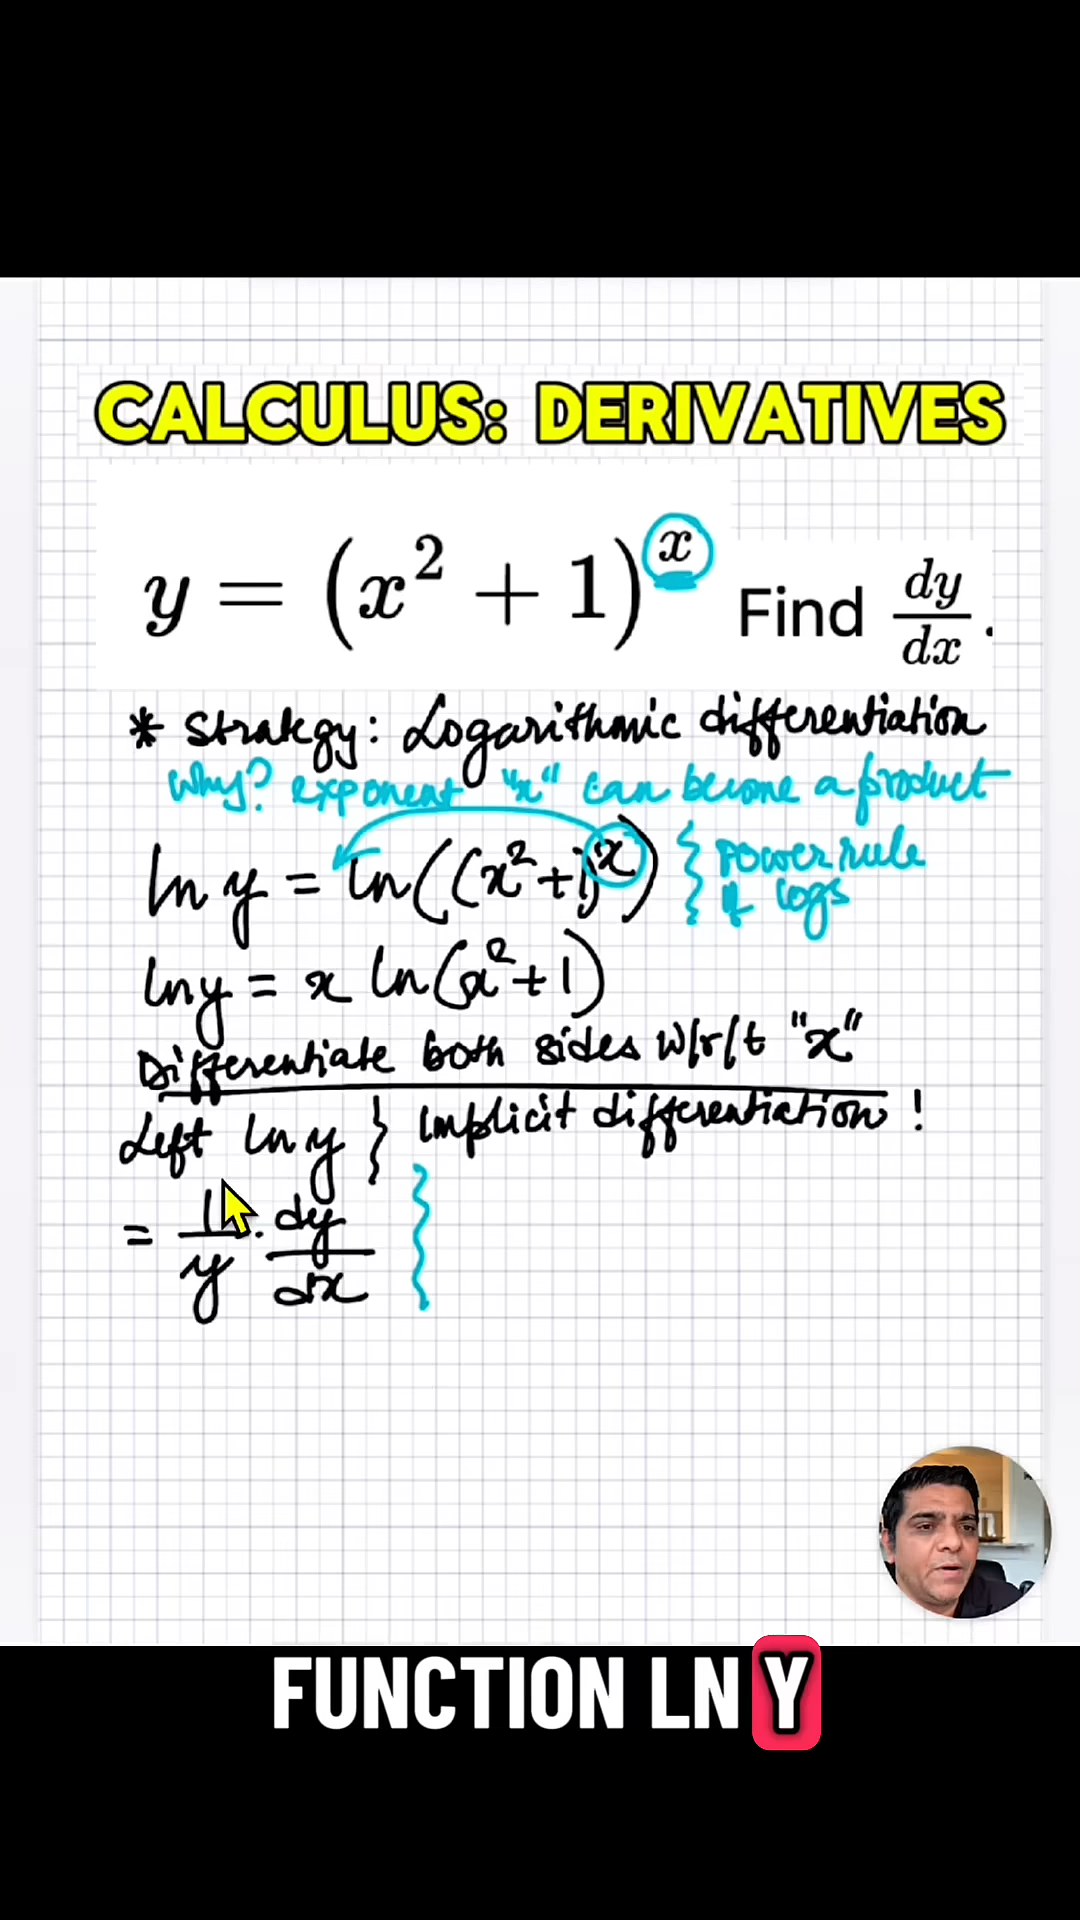 CALCULUS: DERIVATIVES
y = (x² + 1)ˣ Find dy/dx.
* Strategy: Logarithmic differentiation
Why? exponent "x" can become a product
ln y = ln((x²+1)ˣ) } power rule
of logs
ln y = x ln(x²+1)
Differentiate both sides w/r/t "x"
Left ln y } implicit differentiation !
= 1/y · dy/dx }
FUNCTION LN Y